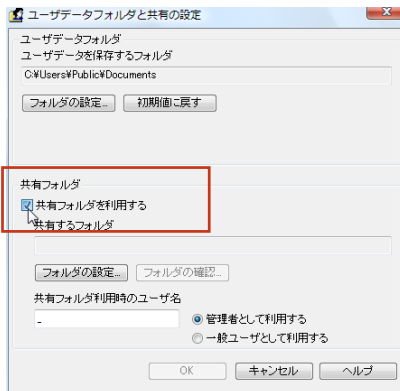 ユーザデータフォルダと共有の設定
ユーザデータフォルダ
ユーザデータを保存するフォルダ
C:¥Users¥Public¥Documents
フォルダの設定... 初期値に戻す
共有フォルダ
共有フォルダを利用する
共有するフォルダ
フォルダの設定... フォルダの確認...
共有フォルダ利用時のユーザ名
-
管理者として利用する
一般ユーザとして利用する
OK キャンセル ヘルプ